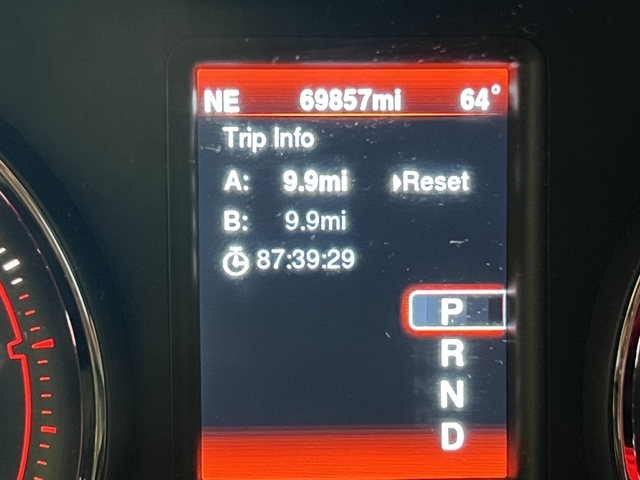 NE 69857mi 64°
Trip Info
A: 9.9mi Reset
B: 9.9mi
87:39:29
P
R
N
D